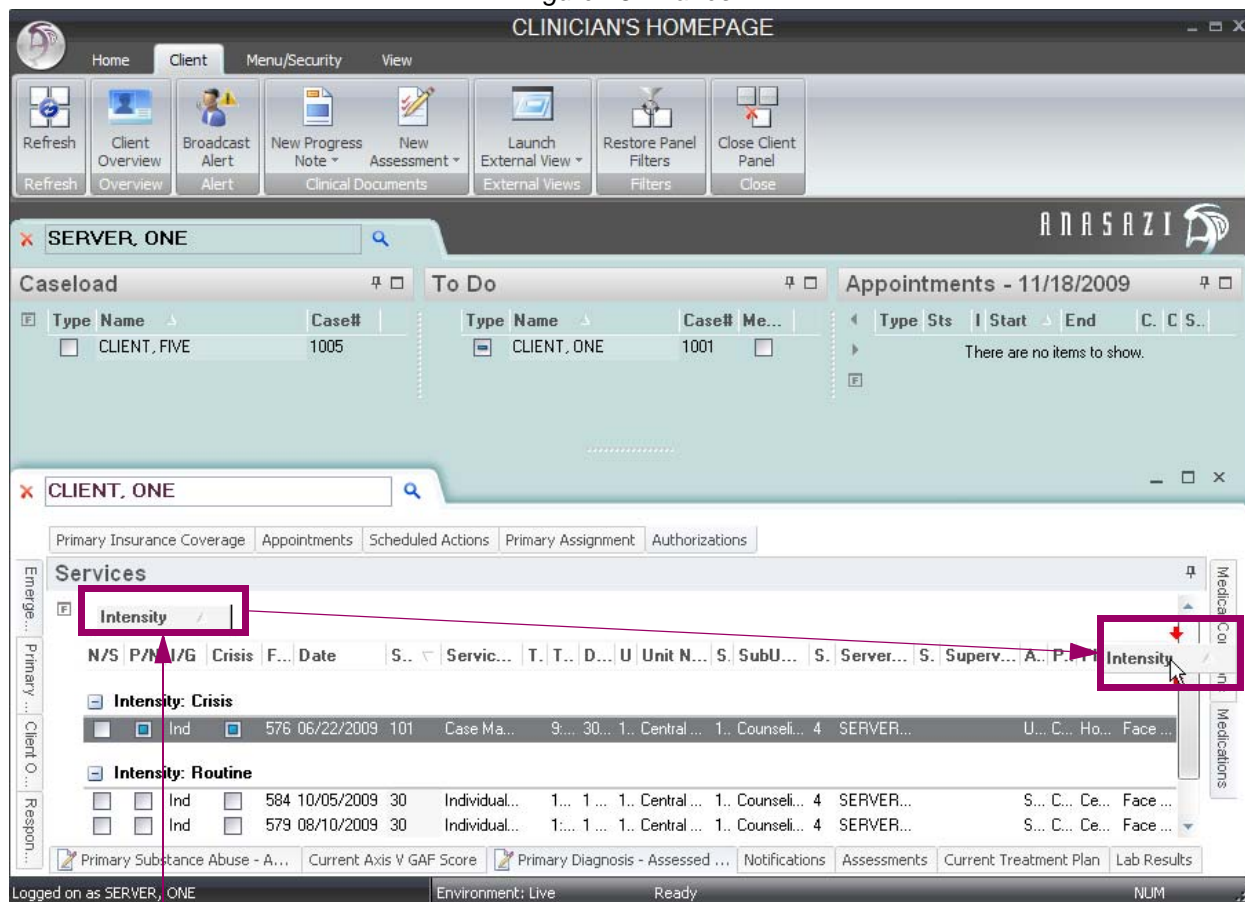 CLINICIAN'S HOMEPAGE
Home Client Menu/Security View
Refresh Client Overview Broadcast Alert New Progress Note New Assessment Launch External View Restore Panel Filters Close Client Panel
Refresh Overview Alert Clinical Documents External Views Filters Close
ANASAZI
SERVER, ONE
Caseload To Do Appointments - 11/18/2009
Type Name Case# Type Name Case# Me... Type Sts I Start End C. C S..
CLIENT, FIVE 1005 CLIENT, ONE 1001 There are no items to show.
CLIENT, ONE
Primary Insurance Coverage Appointments Scheduled Actions Primary Assignment Authorizations
Emerge...
Primary ...
Client O...
Respon...
Services
Intensity
N/S P/N I/G Crisis F... Date S.. Servic... T. T.. D... U Unit N... S. SubU... S. Server... S. Superv... A.. P.. Intensity
Intensity: Crisis
Ind 576 06/22/2009 101 Case Ma... 9:... 30... 1.. Central ... 1.. Counseli... 4 SERVER... U... C... Ho... Face ...
Intensity: Routine
Ind 584 10/05/2009 30 Individual... 1... 1 ... 1.. Central ... 1.. Counseli... 4 SERVER... S... C... Ce... Face ...
Ind 579 08/10/2009 30 Individual... 1:... 1 ... 1.. Central ... 1.. Counseli... 4 SERVER... S... C... Ce... Face ...
Medications
Primary Substance Abuse - A... Current Axis V GAF Score Primary Diagnosis - Assessed ... Notifications Assessments Current Treatment Plan Lab Results
Logged on as SERVER, ONE Environment: Live Ready NUM